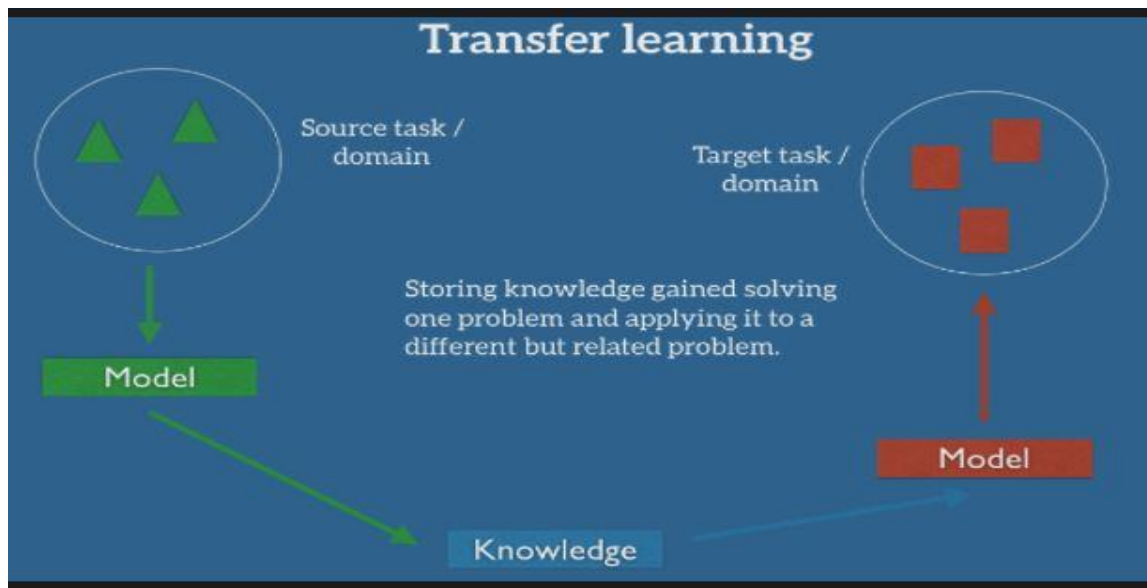 Transfer learning
Source task /
domain
Target task /
domain
Storing knowledge gained solving
one problem and applying it to a
different but related problem.
Model
Model
Knowledge